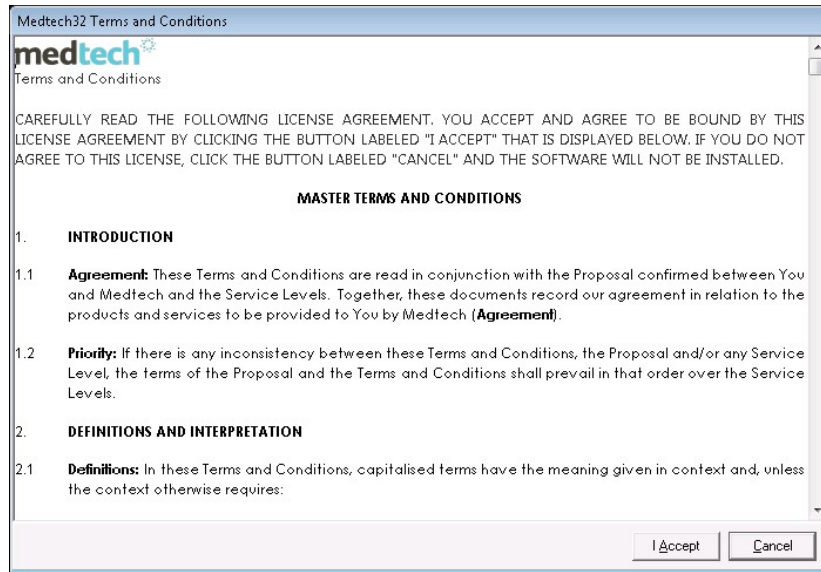 Medtech32 Terms and Conditions
medtech
Terms and Conditions
CAREFULLY READ THE FOLLOWING LICENSE AGREEMENT. YOU ACCEPT AND AGREE TO BE BOUND BY THIS
LICENSE AGREEMENT BY CLICKING THE BUTTON LABELED "I ACCEPT" THAT IS DISPLAYED BELOW. IF YOU DO NOT
AGREE TO THIS LICENSE, CLICK THE BUTTON LABELED "CANCEL" AND THE SOFTWARE WILL NOT BE INSTALLED.
MASTER TERMS AND CONDITIONS
1. INTRODUCTION
1.1 Agreement: These Terms and Conditions are read in conjunction with the Proposal confirmed between You
and Medtech and the Service Levels. Together, these documents record our agreement in relation to the
products and services to be provided to You by Medtech (Agreement).
1.2 Priority: If there is any inconsistency between these Terms and Conditions, the Proposal and/or any Service
Level, the terms of the Proposal and the Terms and Conditions shall prevail in that order over the Service
Levels.
2. DEFINITIONS AND INTERPRETATION
2.1 Definitions: In these Terms and Conditions, capitalised terms have the meaning given in context and, unless
the context otherwise requires:
I Accept Cancel